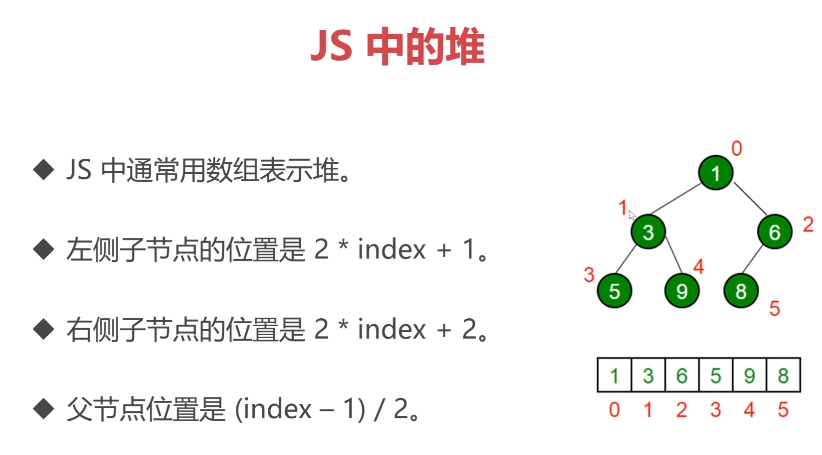 JS 中的堆
◆ JS 中通常用数组表示堆。
◆ 左侧子节点的位置是 2 * index + 1。
◆ 右侧子节点的位置是 2 * index + 2。
◆ 父节点位置是 (index – 1) / 2。
0
1
1
3
6
2
3
5
9
4
8
5
1 3 6 5 9 8
0 1 2 3 4 5